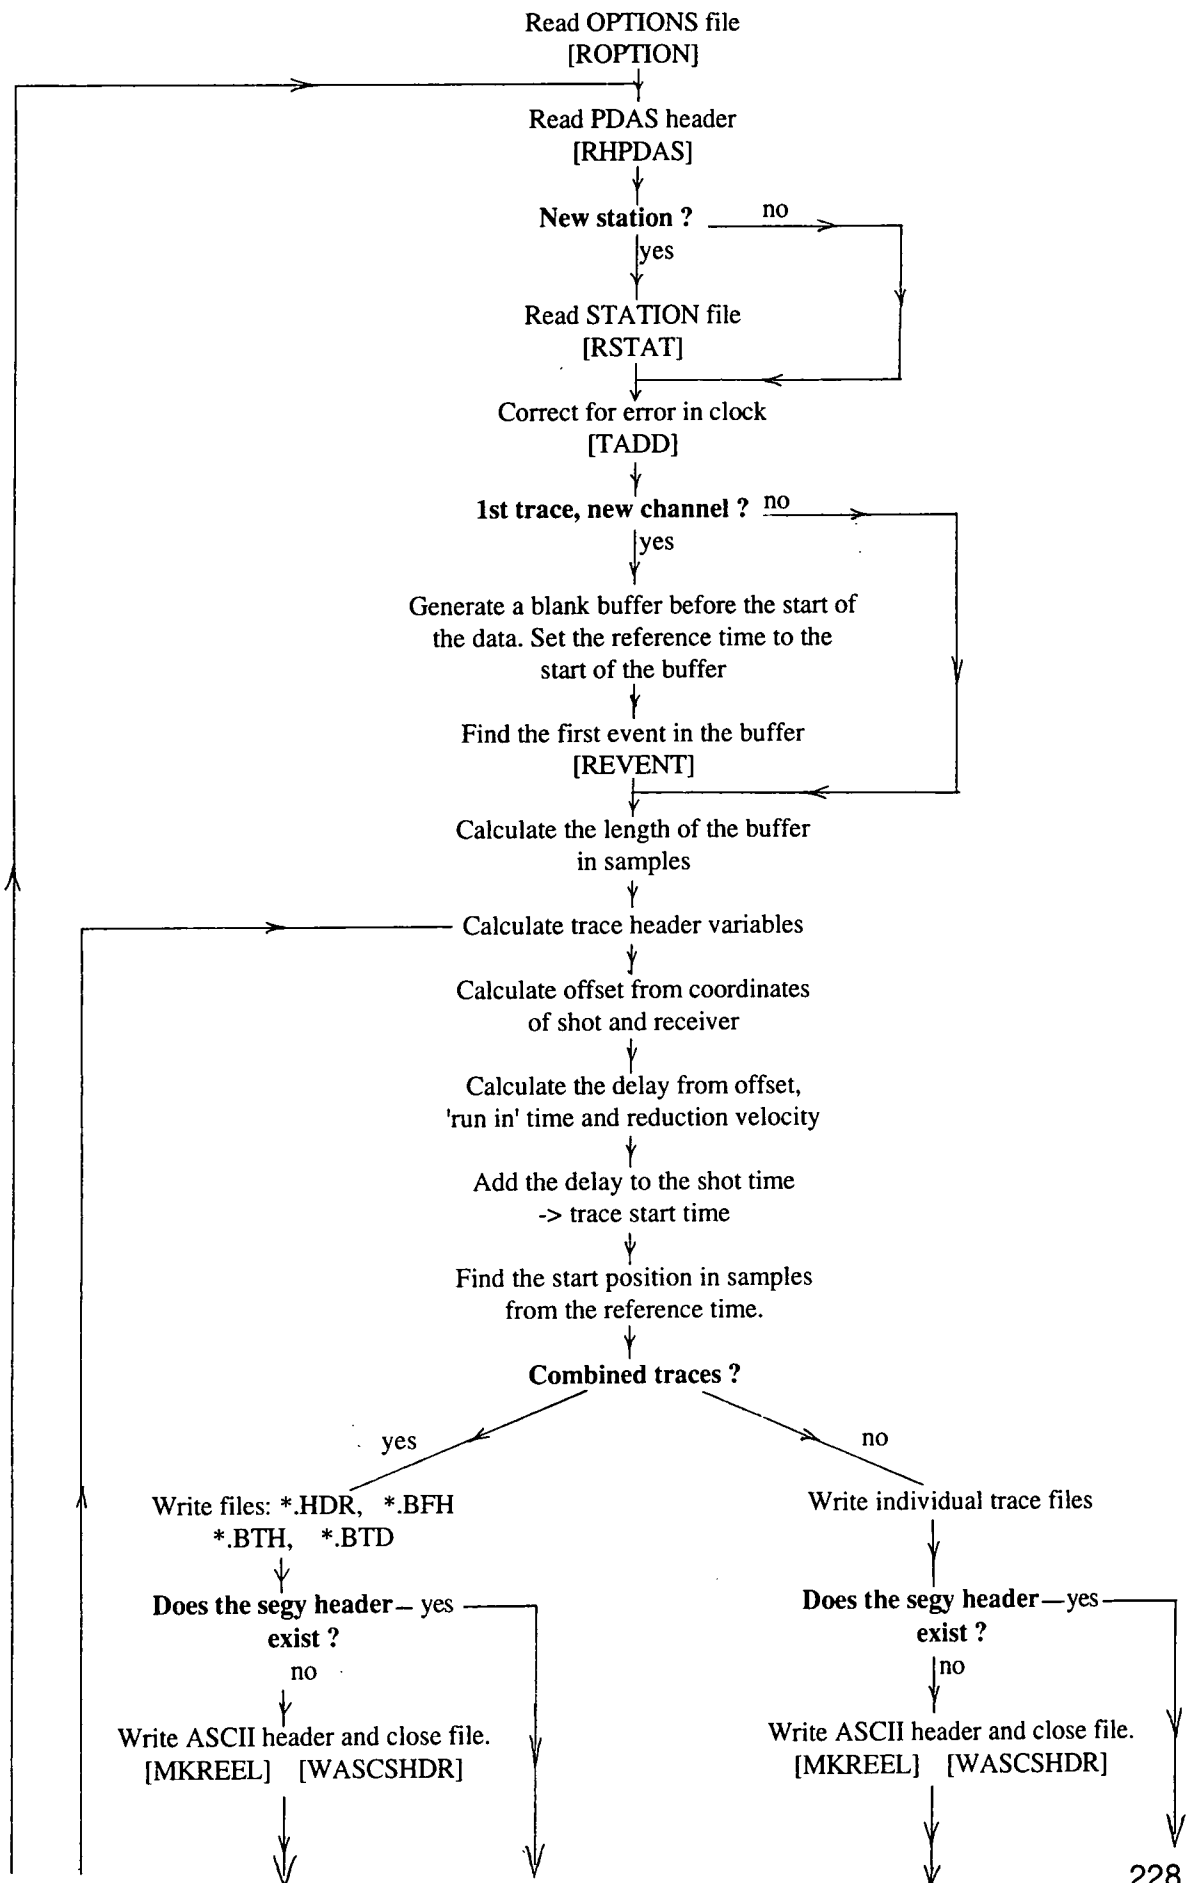 Read OPTIONS file
[ROPTION]
Read PDAS header
[RHPDAS]
New station ? no
yes
Read STATION file
[RSTAT]
Correct for error in clock
[TADD]
1st trace, new channel ? no
yes
Generate a blank buffer before the start of
the data. Set the reference time to the
start of the buffer
Find the first event in the buffer
[REVENT]
Calculate the length of the buffer
in samples
Calculate trace header variables
Calculate offset from coordinates
of shot and receiver
Calculate the delay from offset,
'run in' time and reduction velocity
Add the delay to the shot time
-> trace start time
Find the start position in samples
from the reference time.
Combined traces ?
yes
no
Write files: *.HDR, *.BFH
*.BTH, *.BTD
Does the segy header – yes
exist ?
no
Write ASCII header and close file.
[MKREEL] [WASCSHDR]
Write individual trace files
Does the segy header — yes
exist ?
no
Write ASCII header and close file.
[MKREEL] [WASCSHDR]
228